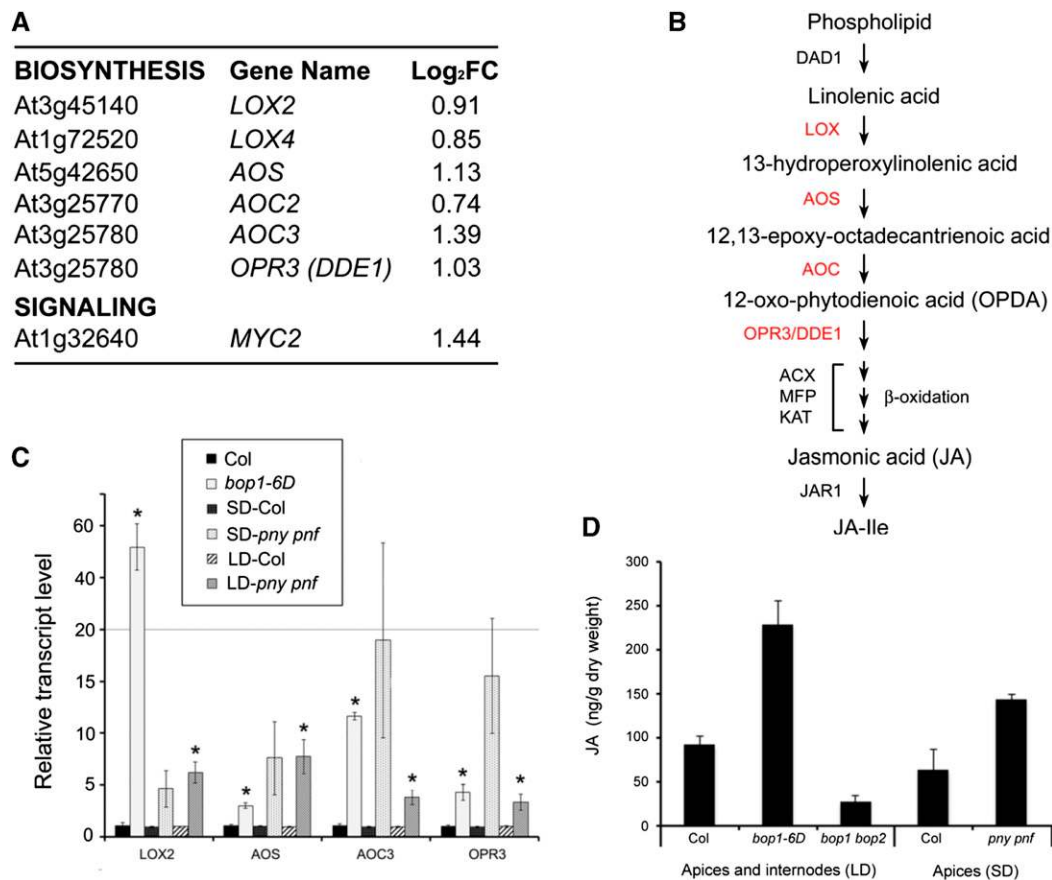 A
BIOSYNTHESIS Gene Name Log₂FC
At3g45140 LOX2 0.91
At1g72520 LOX4 0.85
At5g42650 AOS 1.13
At3g25770 AOC2 0.74
At3g25780 AOC3 1.39
At3g25780 OPR3 (DDE1) 1.03
SIGNALING
At1g32640 MYC2 1.44
B
Phospholipid
DAD1
Linolenic acid
LOX
13-hydroperoxylinolenic acid
AOS
12,13-epoxy-octadecantrienoic acid
AOC
12-oxo-phytodienoic acid (OPDA)
OPR3/DDE1
ACX
MFP
KAT
β-oxidation
Jasmonic acid (JA)
JAR1
JA-Ile
C
Col
bop1-6D
SD-Col
SD-pny pnf
LD-Col
LD-pny pnf
Relative transcript level
60
40
20
15
10
5
0
*
*
*
*
*
*
*
*
LOX2 AOS AOC3 OPR3
D
JA (ng/g dry weight)
300
250
200
150
100
50
0
Col bop1-6D bop1 bop2 Col pny pnf
Apices and internodes (LD) Apices (SD)